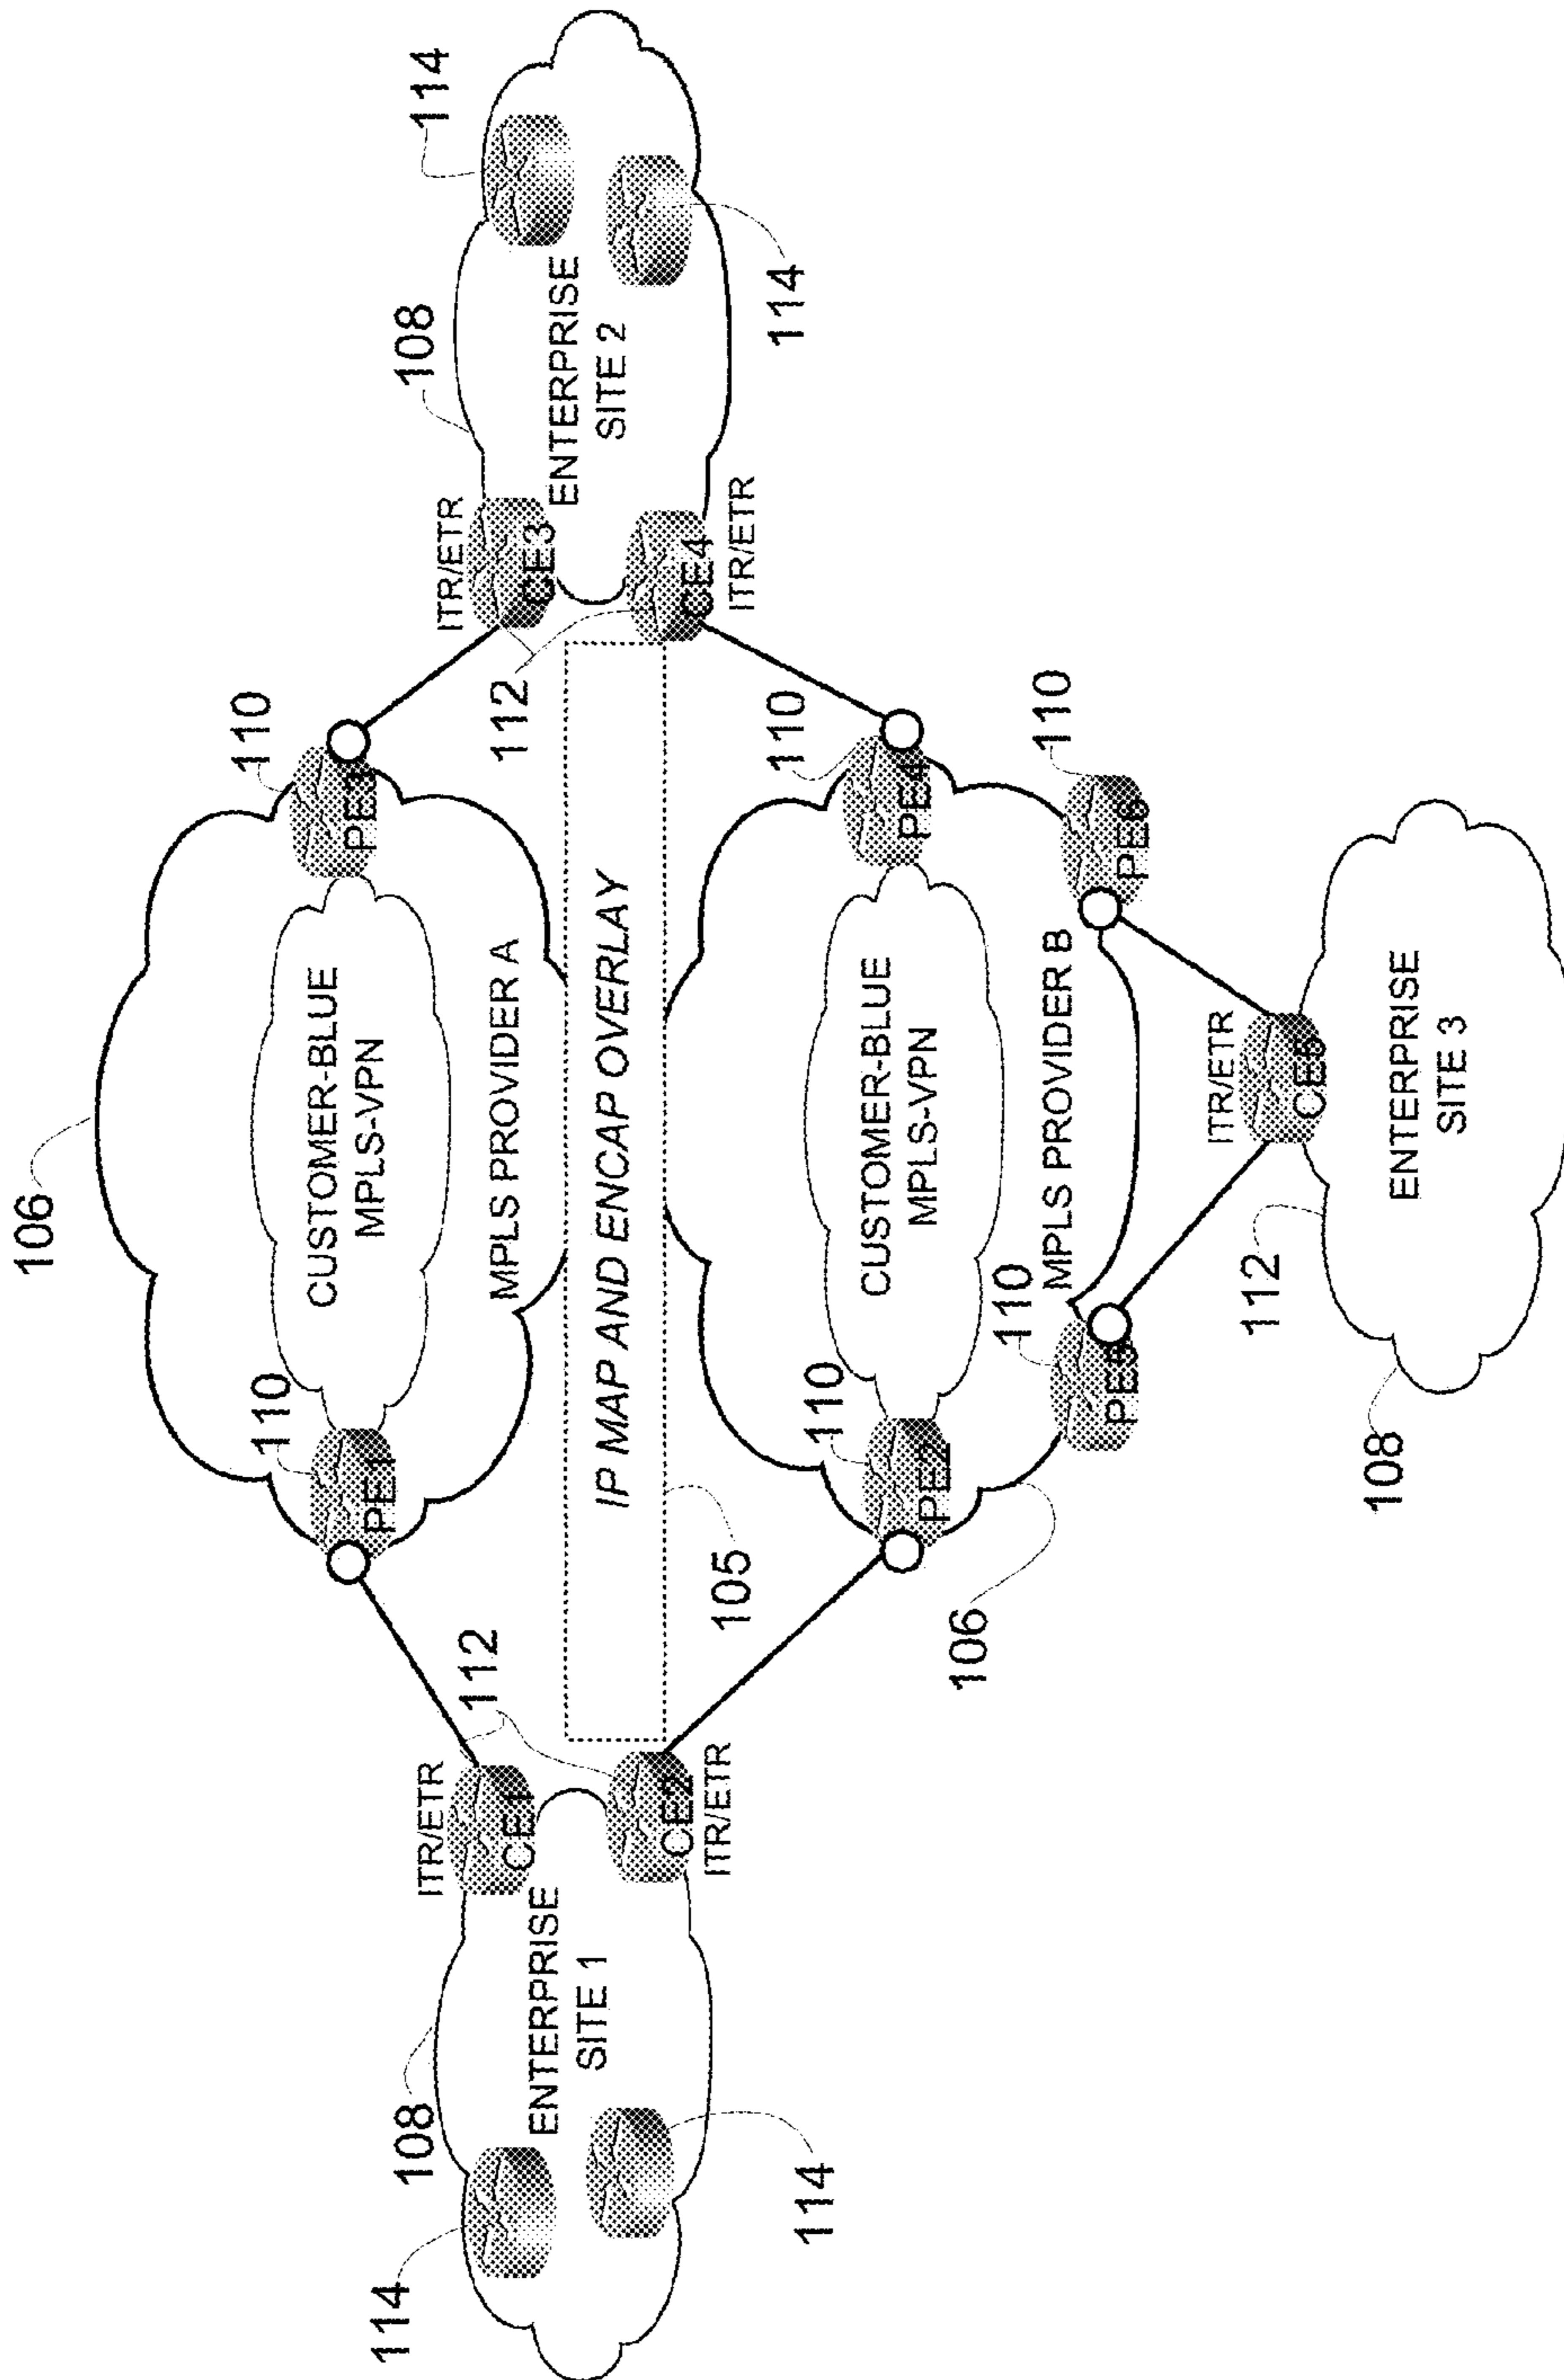 106
110
110
CUSTOMER-BLUE
MPLS-VPN
PE1
PE3
MPLS PROVIDER A
114
108
112
108
114
ITR/ETR
ITR/ETR
CE1
CE3
ENTERPRISE
SITE 1
ENTERPRISE
SITE 2
112
IP MAP AND ENCAP OVERLAY
CE2
CE4
ITR/ETR
ITR/ETR
105
114
114
110
110
CUSTOMER-BLUE
MPLS-VPN
PE2
PE4
106
110
MPLS PROVIDER B
110
PE5
PE6
ITR/ETR
112
CE5
108
ENTERPRISE
SITE 3